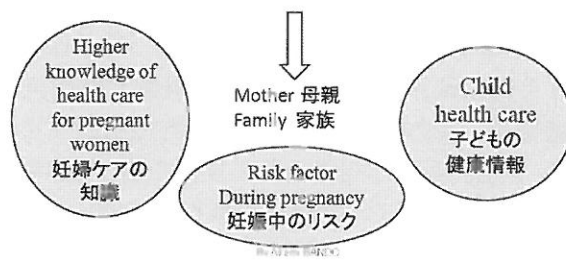 Higher
knowledge of
health care
for pregnant
women
妊婦ケアの
知識
Mother 母親
Family 家族
Risk factor
During pregnancy
妊娠中のリスク
Child
health care
子どもの
健康情報